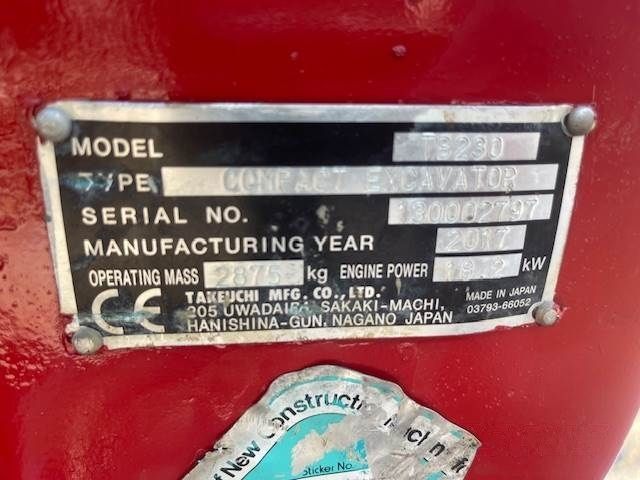 MODEL TB230
TYPE COMPACT EXCAVATOR
SERIAL NO. 130002797
MANUFACTURING YEAR 2017
OPERATING MASS 2875 kg ENGINE POWER 18.2 kW
CE TAKEUCHI MFG. CO., LTD.
205 UWADAIRA, SAKAKI-MACHI,
HANISHINA-GUN, NAGANO JAPAN
MADE IN JAPAN
03793-66052
of New Construction
Sticker No.